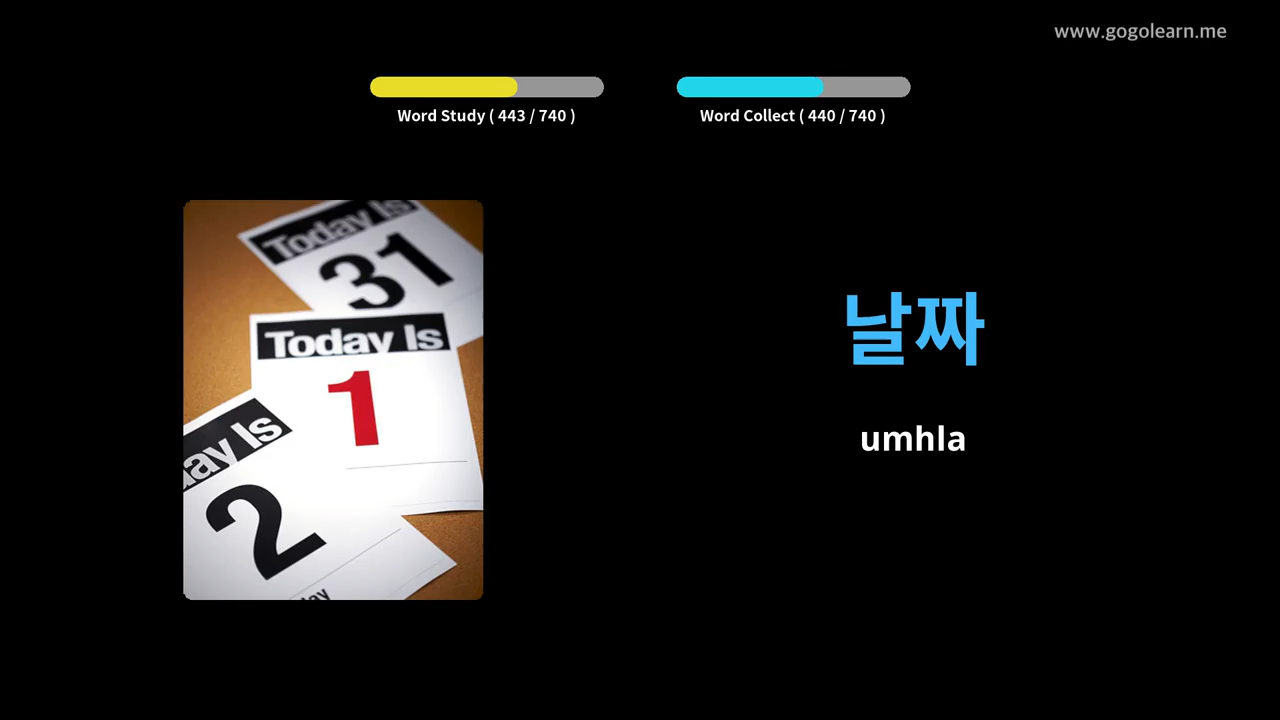 www.gogolearn.me
Word Study ( 443 / 740 )
Word Collect ( 440 / 740 )
Today Is
31
Today Is
1
day Is
2
날짜
umhla